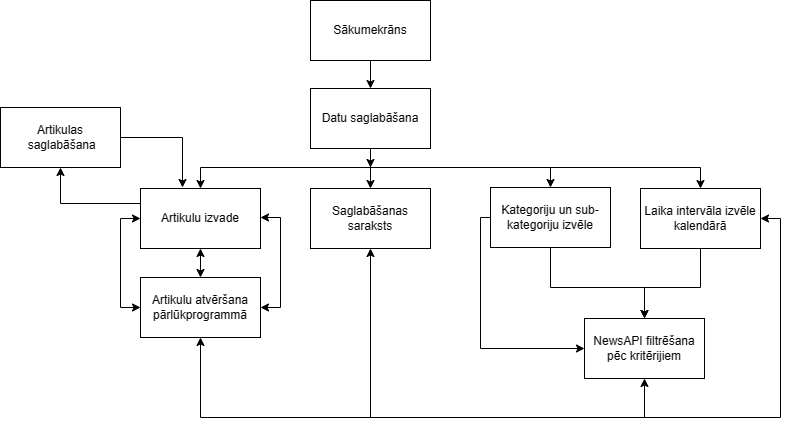 Sākumekrāns
Datu saglabāšana
Artikulas
saglabāšana
Artikulu izvade
Saglabāšanas
saraksts
Kategoriju un sub-
kategoriju izvēle
Laika intervāla izvēle
kalendārā
Artikulu atvēršana
pārlūkprogrammā
NewsAPI filtrēšana
pēc kritērijiem